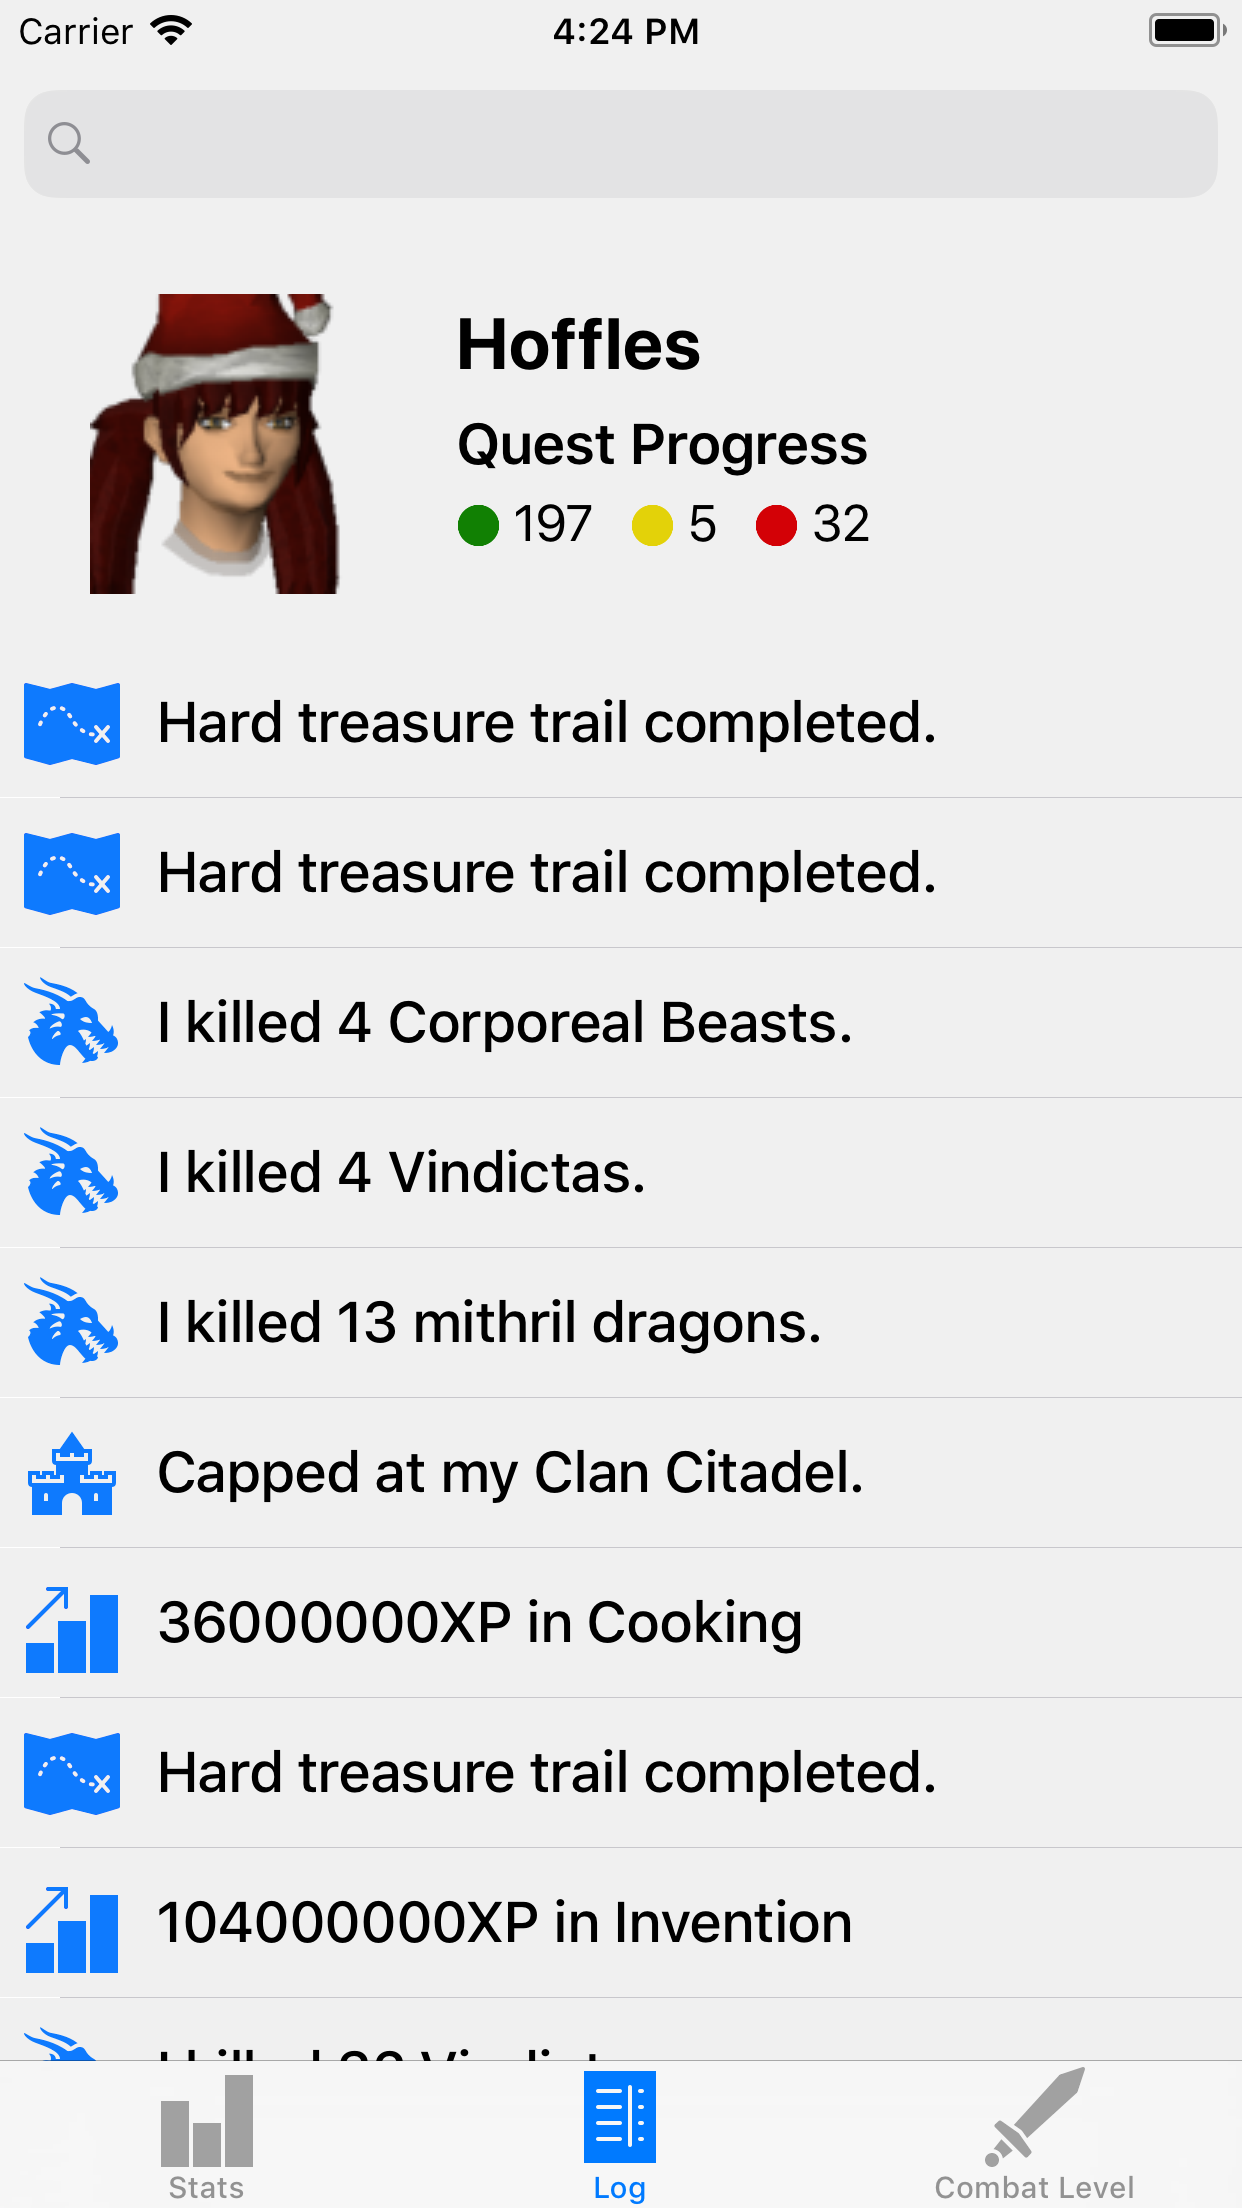 Carrier 4:24 PM
Hoffles
Quest Progress
197 5 32
Hard treasure trail completed.
Hard treasure trail completed.
I killed 4 Corporeal Beasts.
I killed 4 Vindictas.
I killed 13 mithril dragons.
Capped at my Clan Citadel.
36000000XP in Cooking
Hard treasure trail completed.
104000000XP in Invention
I killed
Stats Log Combat Level